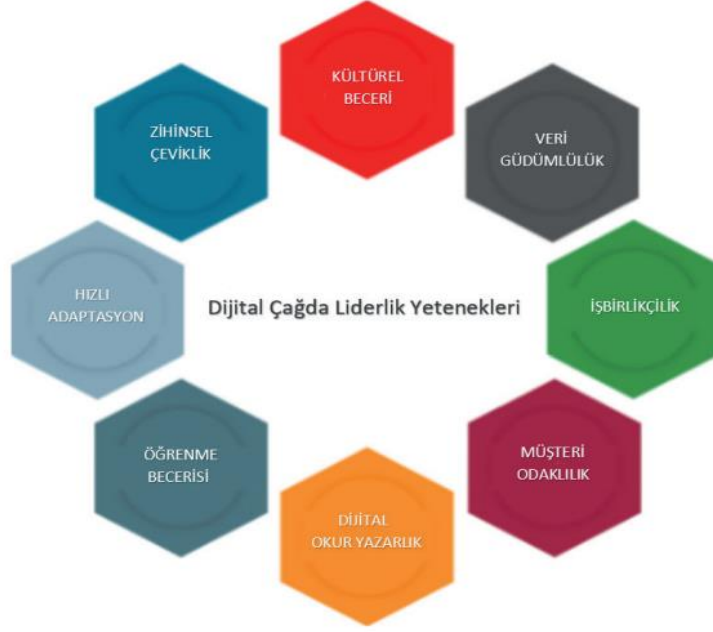 KÜLTÜREL
BECERİ
VERİ
GÜDÜMLÜLÜK
İŞBİRLİKÇİLİK
MÜŞTERİ
ODAKLILIK
DİJİTAL
OKUR YAZARLIK
ÖĞRENME
BECERİSİ
HIZLI
ADAPTASYON
ZİHİNSEL
ÇEVİKLİK
Dijital Çağda Liderlik Yetenekleri